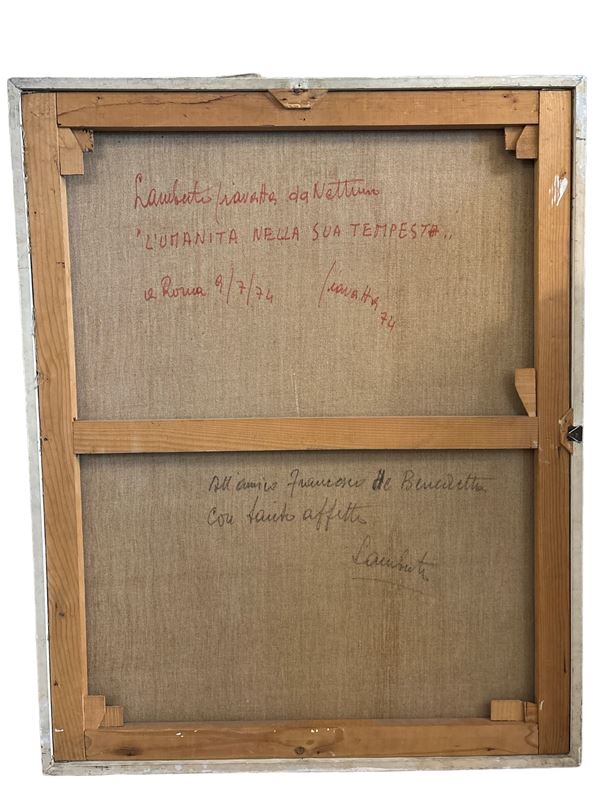 Lamberto Ciavatta da Nettuno
"L'UMANITA NELLA SUA TEMPESTA"
a Roma 9/7/74 Ciavatta 74
All'amico Francesco de Benedetta
con tanto affetto
Lamberto